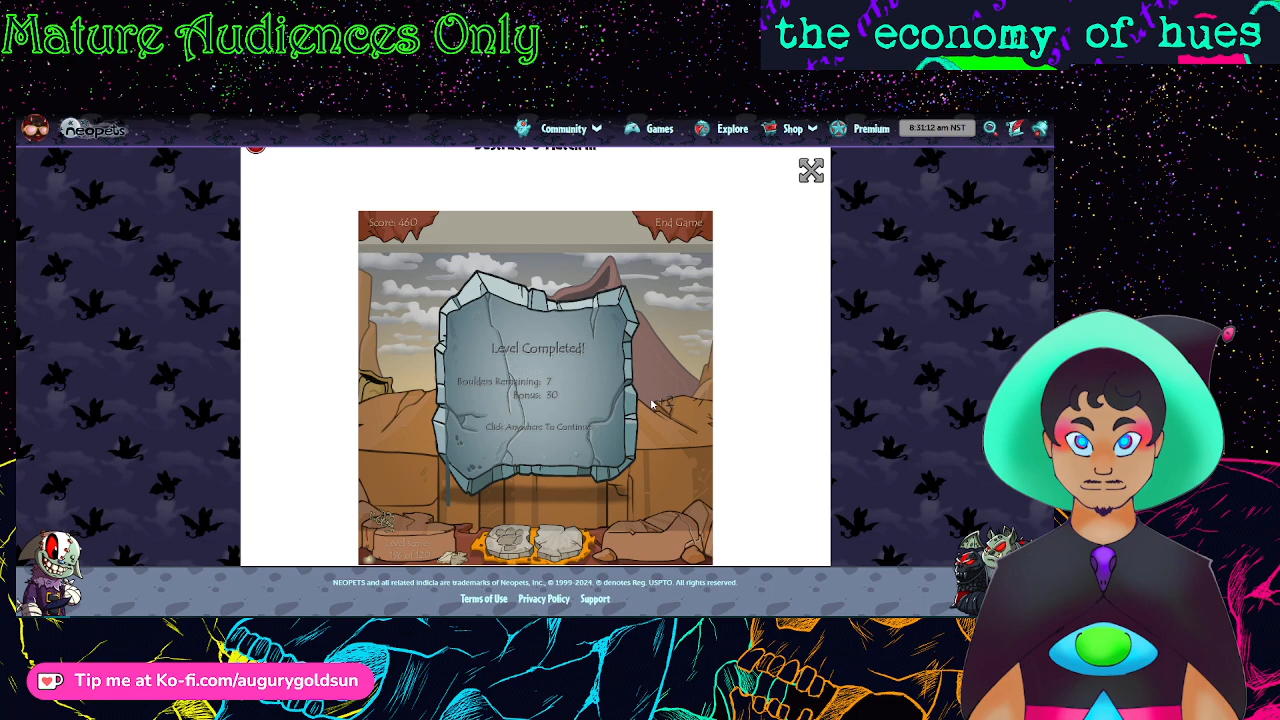 Mature Audiences Only
the economy of hues
neopets
Community
Games
Explore
Shop
Premium
8:31:12 am NST
Score: 460
End Game
Level Completed!
Boulders Remaining: 7
Bonus: 30
Click Anywhere To Continue
NEOPETS and all related indicia are trademarks of Neopets, Inc., © 1999-2024. ® denotes Reg. USPTO. All rights reserved.
Terms of Use
Privacy Policy
Support
Tip me at Ko-fi.com/augurygoldsun